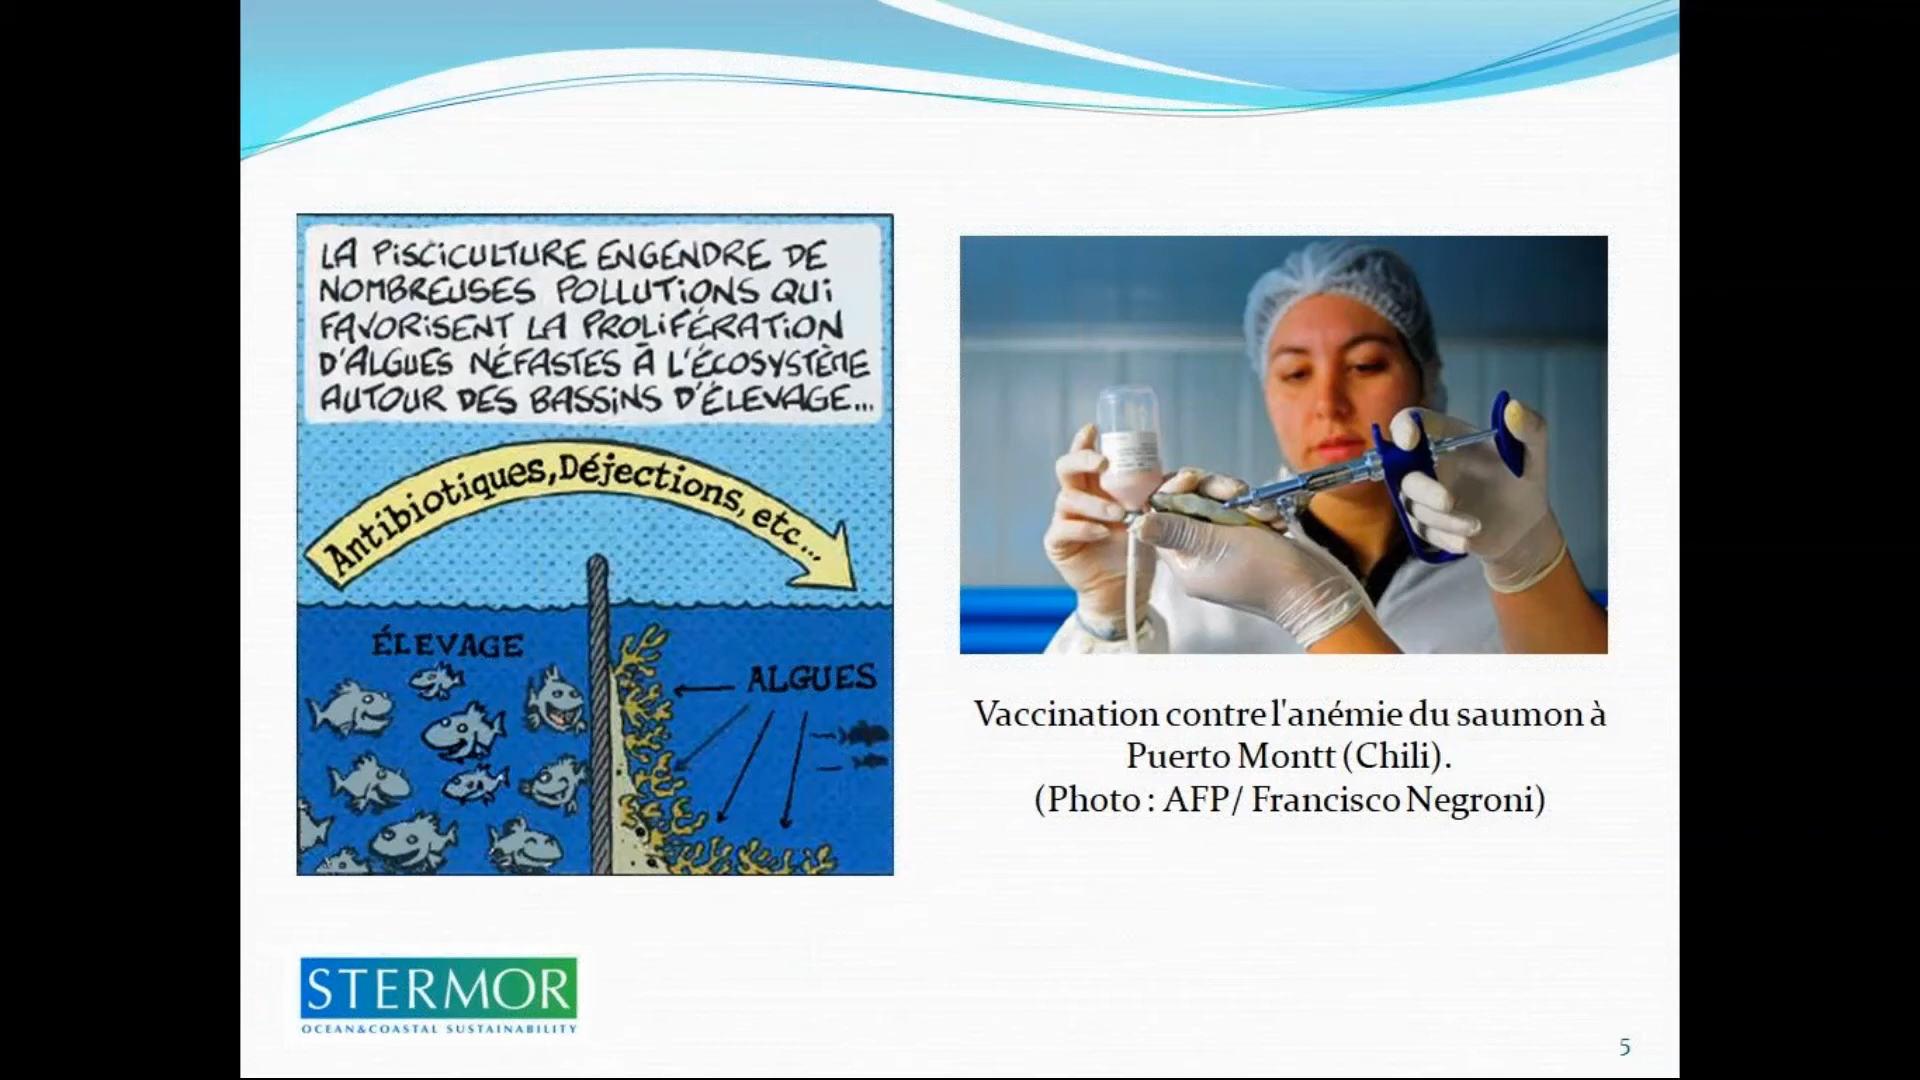 LA PISCICULTURE ENGENDRE DE
NOMBREUSES POLLUTIONS QUI
FAVORISENT LA PROLIFÉRATION
D'ALGUES NÉFASTES À L'ÉCOSYSTÈME
AUTOUR DES BASSINS D'ÉLEVAGE...
Antibiotiques, Déjections, etc...
ÉLEVAGE
ALGUES
Vaccination contre l'anémie du saumon à
Puerto Montt (Chili).
(Photo : AFP/ Francisco Negroni)
STERMOR
OCEAN&COASTAL SUSTAINABILITY
5